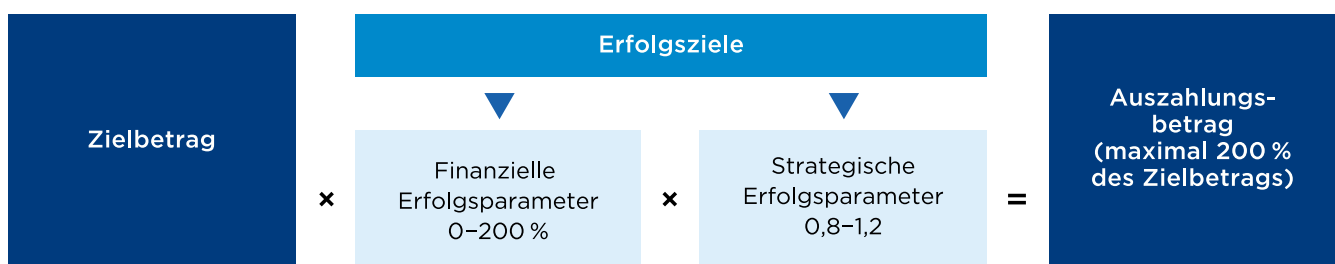 Erfolgsziele
Zielbetrag
×
Finanzielle
Erfolgsparameter
0–200 %
×
Strategische
Erfolgsparameter
0,8–1,2
=
Auszahlungs-
betrag
(maximal 200 %
des Zielbetrags)